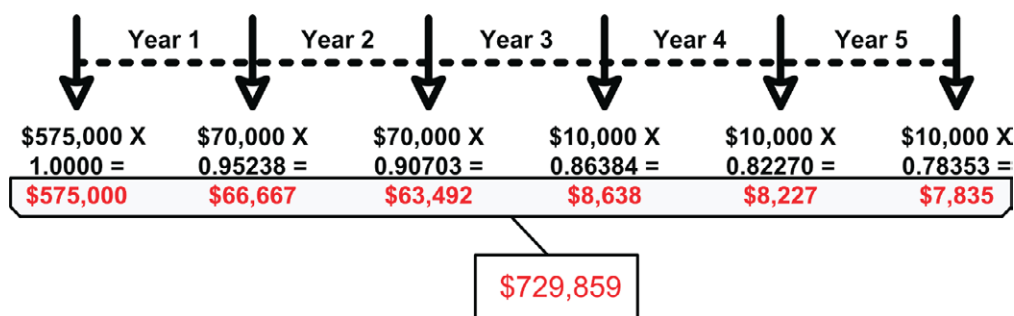 Year 1 Year 2 Year 3 Year 4 Year 5
$575,000 X $70,000 X $70,000 X $10,000 X $10,000 X $10,000 X
1.0000 = 0.95238 = 0.90703 = 0.86384 = 0.82270 = 0.78353 =
$575,000 $66,667 $63,492 $8,638 $8,227 $7,835
$729,859